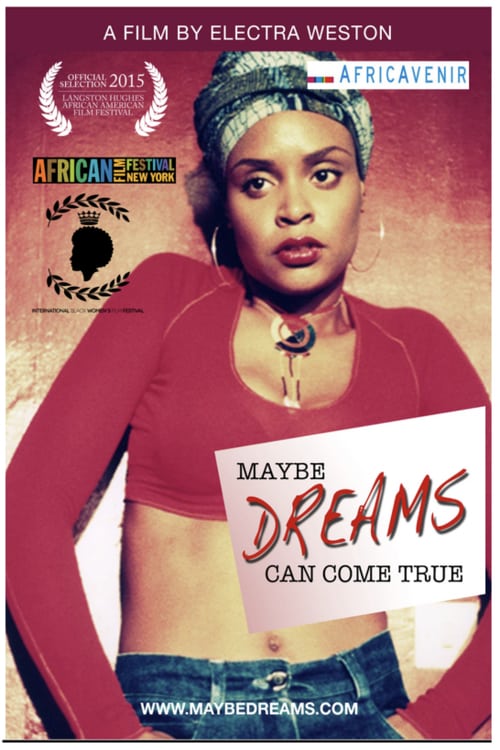 A FILM BY ELECTRA WESTON
OFFICIAL
SELECTION 2015
LANGSTON HUGHES
AFRICAN AMERICAN
FILM FESTIVAL
AFRICAVENIR
AFRICAN FILM FESTIVAL NEW YORK
INTERNATIONAL BLACK WOMEN'S FILM FESTIVAL
MAYBE
DREAMS
CAN COME TRUE
WWW.MAYBEDREAMS.COM